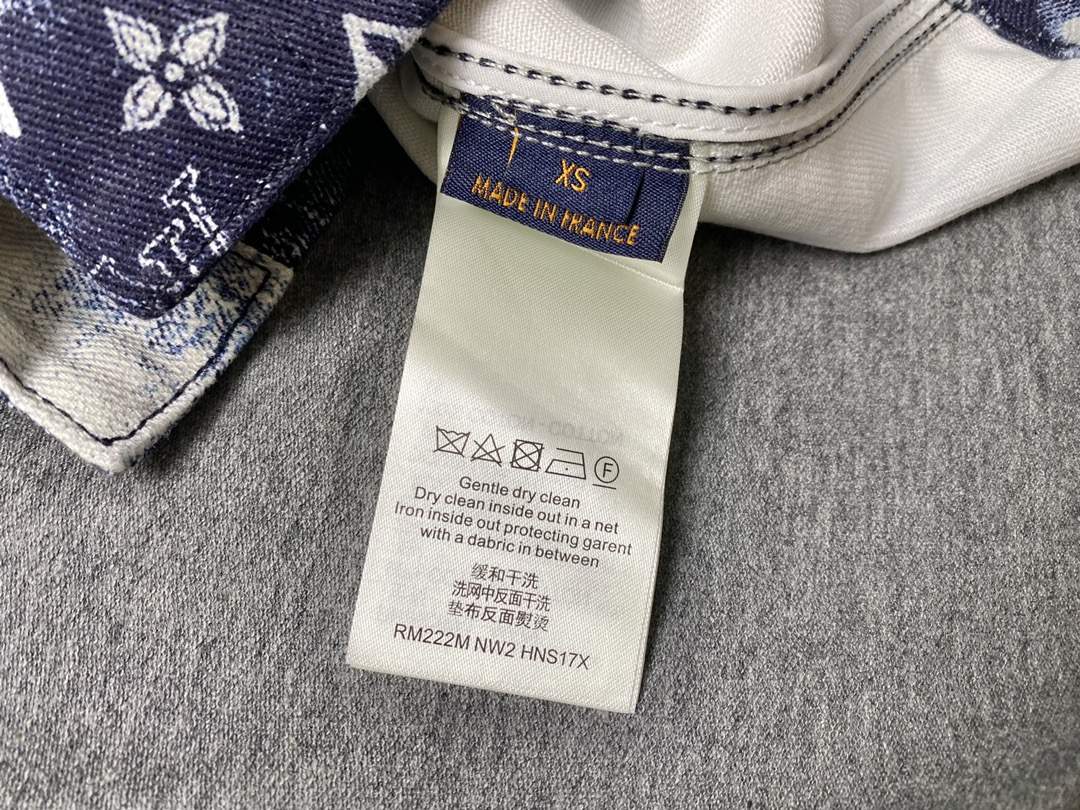 XS
MADE IN FRANCE
COTTON - COTTON
F
Gentle dry clean
Dry clean inside out in a net
Iron inside out protecting garent
with a dabric in between
缓和干洗
洗网中反面干洗
垫布反面熨烫
RM222M NW2 HNS17X